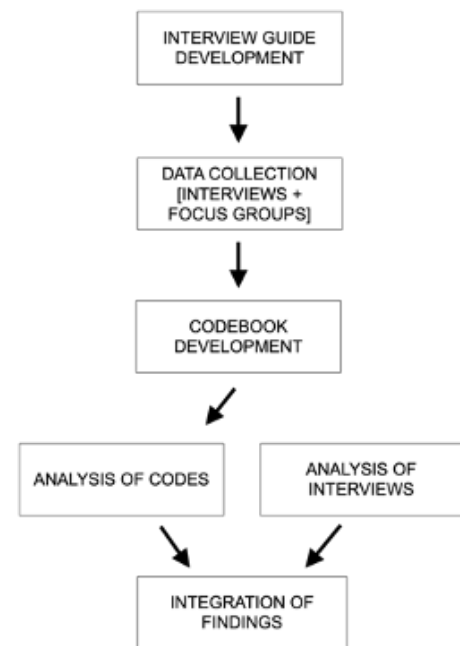 INTERVIEW GUIDE
DEVELOPMENT
DATA COLLECTION
[INTERVIEWS +
FOCUS GROUPS]
CODEBOOK
DEVELOPMENT
ANALYSIS OF CODES
ANALYSIS OF
INTERVIEWS
INTEGRATION OF
FINDINGS